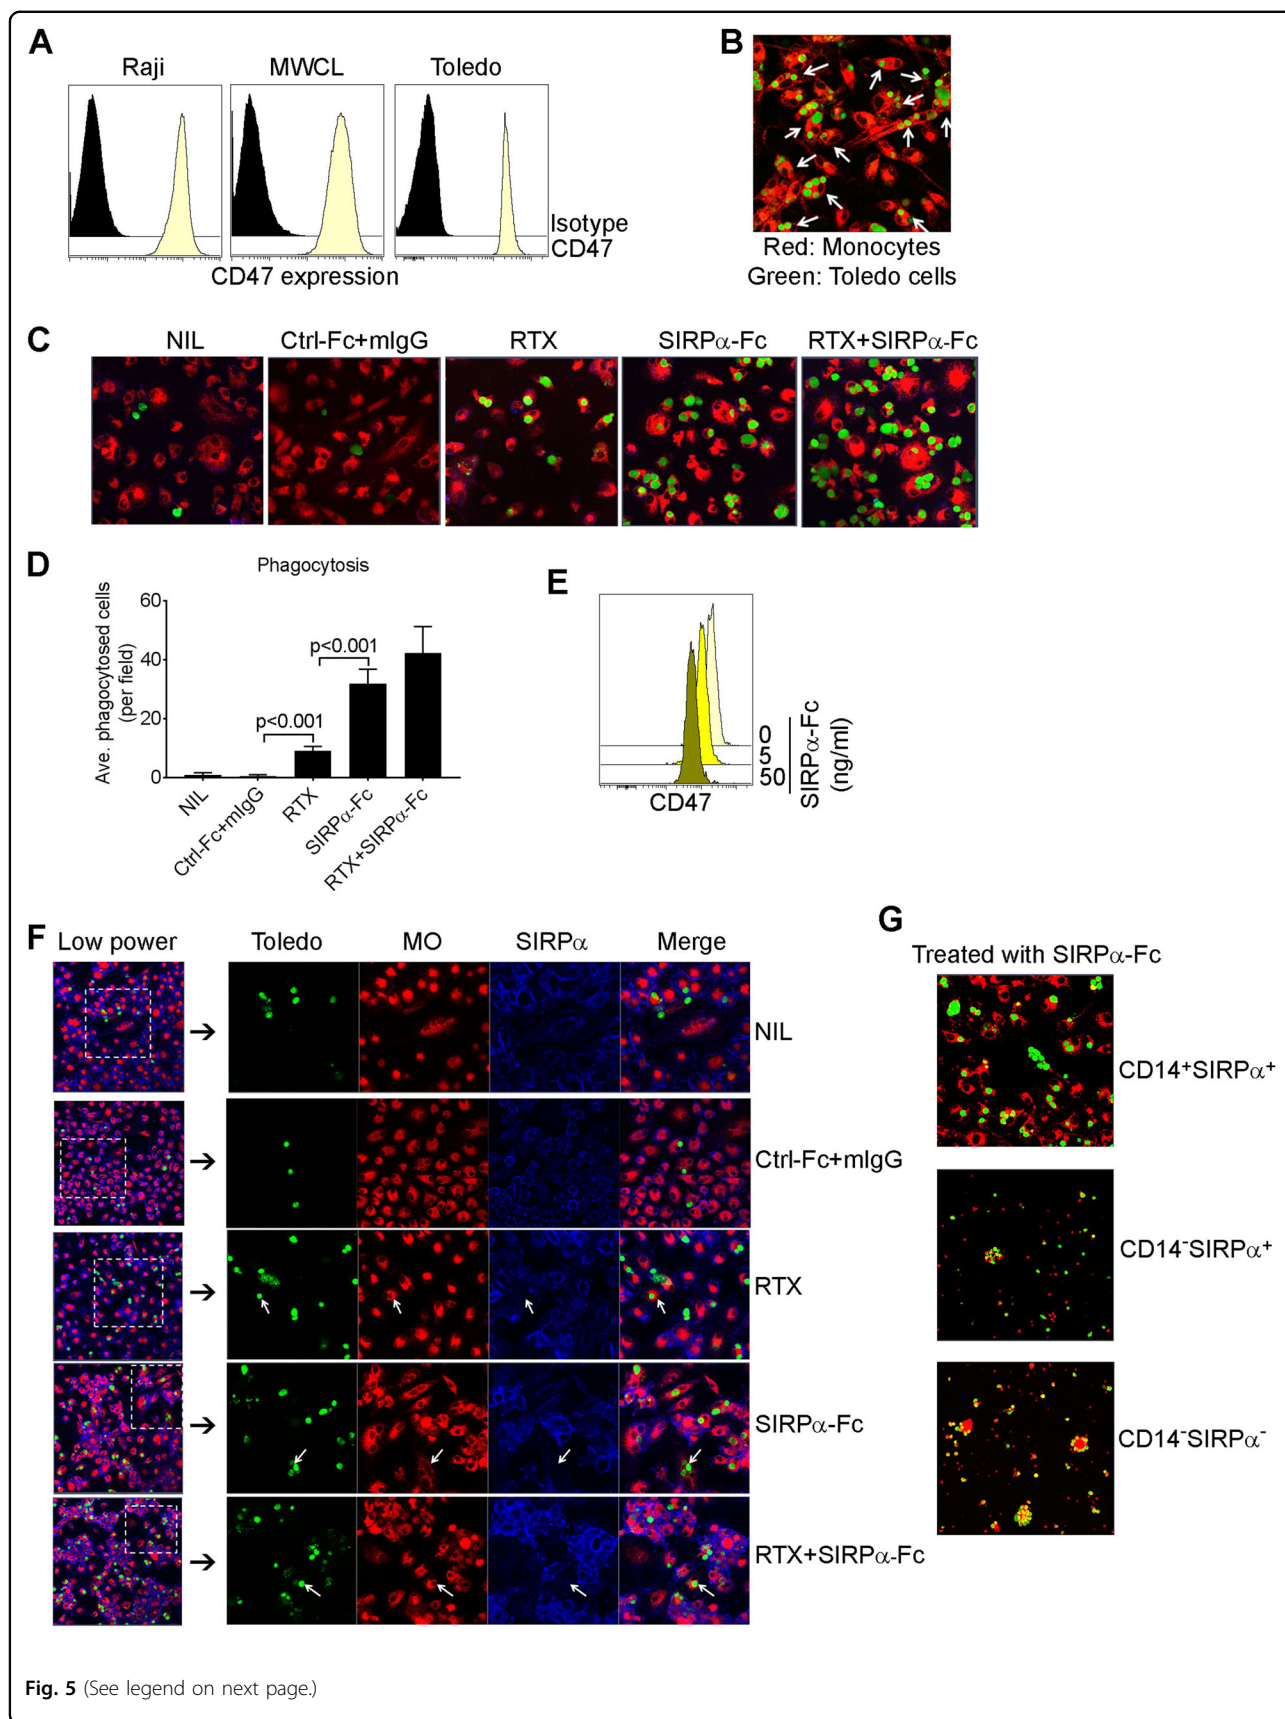 A
Raji
MWCL
Toledo
Isotype
CD47
CD47 expression
B
Red: Monocytes
Green: Toledo cells
C
NIL
Ctrl-Fc+mIgG
RTX
SIRPα-Fc
RTX+SIRPα-Fc
D
Phagocytosis
Ave. phagocytosed cells
(per field)
60
40
20
0
p<0.001
p<0.001
NIL
Ctrl-Fc+mIgG
RTX
SIRPα-Fc
RTX+SIRPα-Fc
E
0
5
50
SIRPα-Fc
(ng/ml)
CD47
F
Low power
Toledo
MO
SIRPα
Merge
NIL
Ctrl-Fc+mIgG
RTX
SIRPα-Fc
RTX+SIRPα-Fc
G
Treated with SIRPα-Fc
CD14⁺SIRPα⁺
CD14⁻SIRPα⁺
CD14⁻SIRPα⁻
Fig. 5 (See legend on next page.)